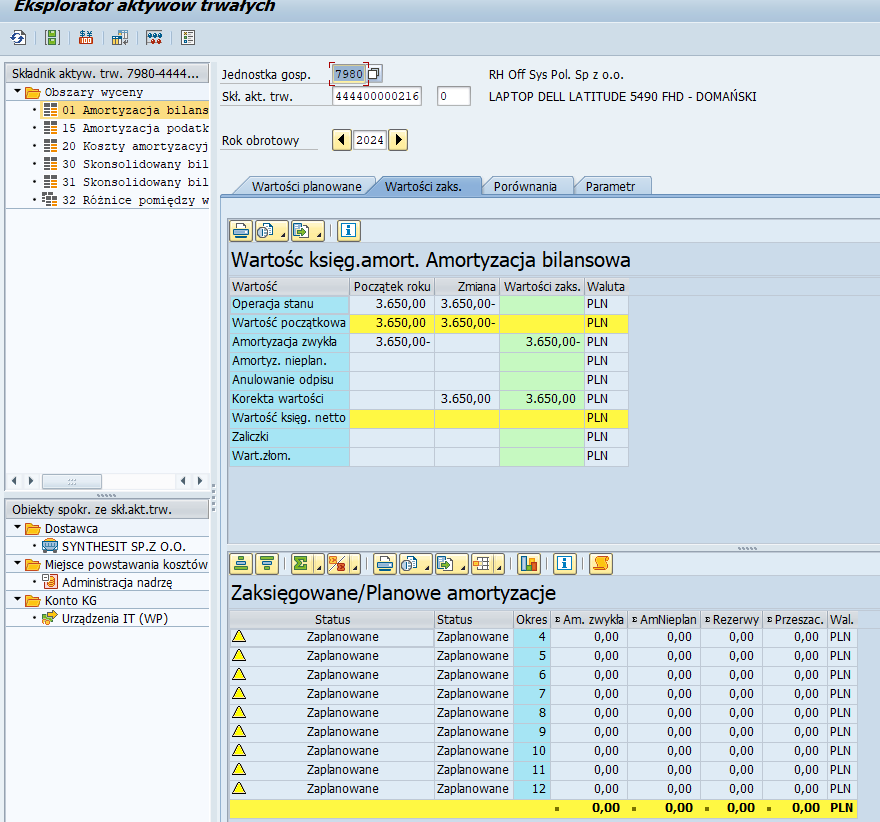 Eksplorator aktywów trwałych
Składnik aktyw. trw. 7980-4444...
Obszary wyceny
01 Amortyzacja bilans
15 Amortyzacja podatk
20 Koszty amortyzacyj
30 Skonsolidowany bil
31 Skonsolidowany bil
32 Różnice pomiędzy w
Obiekty spokr. ze skł.akt.trw.
Dostawca
SYNTHESIT SP.Z O.O.
Miejsce powstawania kosztów
Administracja nadrzę
Konto KG
Urządzenia IT (WP)
Jednostka gosp. 7980 RH Off Sys Pol. Sp z o.o.
Skł. akt. trw. 444400000216 0 LAPTOP DELL LATITUDE 5490 FHD - DOMAŃSKI
Rok obrotowy 2024
Wartości planowane Wartości zaks. Porównania Parametr
Wartośc księg.amort. Amortyzacja bilansowa
Wartość Początek roku Zmiana Wartości zaks. Waluta
Operacja stanu 3.650,00 3.650,00- PLN
Wartość początkowa 3.650,00 3.650,00- PLN
Amortyzacja zwykła 3.650,00- 3.650,00- PLN
Amortyz. nieplan. PLN
Anulowanie odpisu PLN
Korekta wartości 3.650,00 3.650,00 PLN
Wartość księg. netto PLN
Zaliczki PLN
Wart.złom. PLN
Zaksięgowane/Planowe amortyzacje
Status Status Okres Σ Am. zwykła Σ AmNieplan Σ Rezerwy Σ Przeszac. Wal.
Zaplanowane Zaplanowane 4 0,00 0,00 0,00 0,00 PLN
Zaplanowane Zaplanowane 5 0,00 0,00 0,00 0,00 PLN
Zaplanowane Zaplanowane 6 0,00 0,00 0,00 0,00 PLN
Zaplanowane Zaplanowane 7 0,00 0,00 0,00 0,00 PLN
Zaplanowane Zaplanowane 8 0,00 0,00 0,00 0,00 PLN
Zaplanowane Zaplanowane 9 0,00 0,00 0,00 0,00 PLN
Zaplanowane Zaplanowane 10 0,00 0,00 0,00 0,00 PLN
Zaplanowane Zaplanowane 11 0,00 0,00 0,00 0,00 PLN
Zaplanowane Zaplanowane 12 0,00 0,00 0,00 0,00 PLN
▪ 0,00 ▪ 0,00 ▪ 0,00 ▪ 0,00 PLN